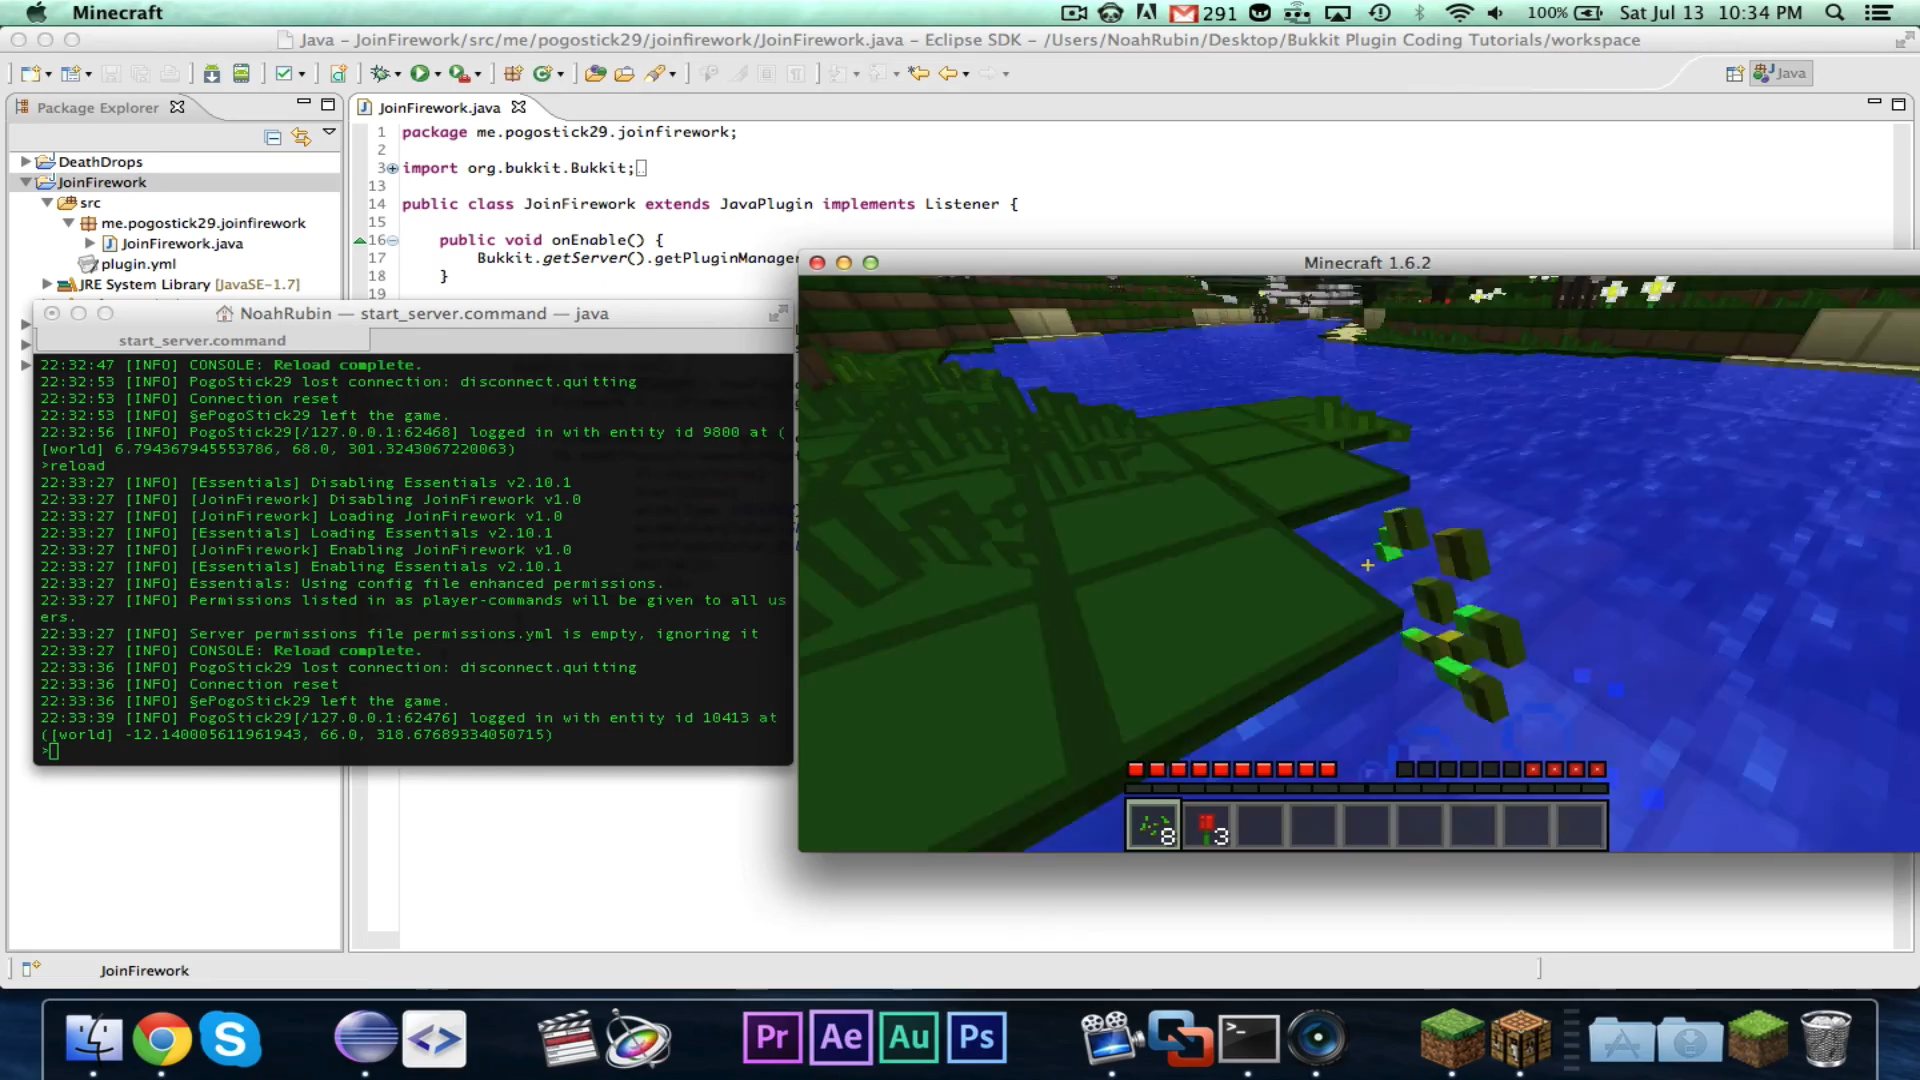 Minecraft
291
100%
Sat Jul 13 10:34 PM
Java – JoinFirework/src/me/pogostick29/joinfirework/JoinFirework.java – Eclipse SDK – /Users/NoahRubin/Desktop/Bukkit Plugin Coding Tutorials/workspace
Java
Package Explorer
DeathDrops
JoinFirework
src
me.pogostick29.joinfirework
JoinFirework.java
plugin.yml
JRE System Library [JavaSE-1.7]
JoinFirework.java
1 package me.pogostick29.joinfirework;
2
3 import org.bukkit.Bukkit;
13
14 public class JoinFirework extends JavaPlugin implements Listener {
15
16 public void onEnable() {
17 Bukkit.getServer().getPluginManager
18 }
19
NoahRubin — start_server.command — java
start_server.command
22:32:47 [INFO] CONSOLE: Reload complete.
22:32:53 [INFO] PogoStick29 lost connection: disconnect.quitting
22:32:53 [INFO] Connection reset
22:32:53 [INFO] §ePogoStick29 left the game.
22:32:56 [INFO] PogoStick29[/127.0.0.1:62468] logged in with entity id 9800 at (
[world] 6.794367945553786, 68.0, 301.3243067220063)
>reload
22:33:27 [INFO] [Essentials] Disabling Essentials v2.10.1
22:33:27 [INFO] [JoinFirework] Disabling JoinFirework v1.0
22:33:27 [INFO] [JoinFirework] Loading JoinFirework v1.0
22:33:27 [INFO] [Essentials] Loading Essentials v2.10.1
22:33:27 [INFO] [JoinFirework] Enabling JoinFirework v1.0
22:33:27 [INFO] [Essentials] Enabling Essentials v2.10.1
22:33:27 [INFO] Essentials: Using config file enhanced permissions.
22:33:27 [INFO] Permissions listed in as player-commands will be given to all us
ers.
22:33:27 [INFO] Server permissions file permissions.yml is empty, ignoring it
22:33:27 [INFO] CONSOLE: Reload complete.
22:33:36 [INFO] PogoStick29 lost connection: disconnect.quitting
22:33:36 [INFO] Connection reset
22:33:36 [INFO] §ePogoStick29 left the game.
22:33:39 [INFO] PogoStick29[/127.0.0.1:62476] logged in with entity id 10413 at
([world] -12.140005611961943, 66.0, 318.67689334050715)
>
Minecraft 1.6.2
8
3
JoinFirework
Pr
Ae
Au
Ps